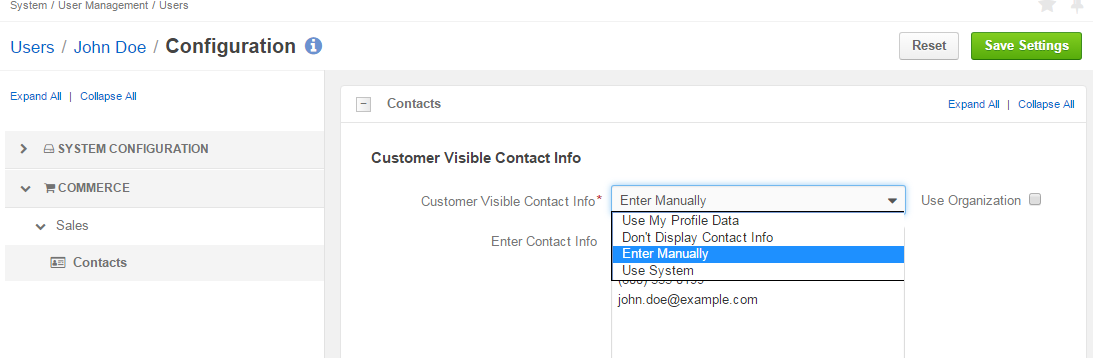 System / User Management / Users
Users / John Doe / Configuration
Reset
Save Settings
Expand All | Collapse All
Contacts
Expand All | Collapse All
SYSTEM CONFIGURATION
COMMERCE
Sales
Contacts
Customer Visible Contact Info
Customer Visible Contact Info*
Enter Manually
Use Organization
Use My Profile Data
Don't Display Contact Info
Enter Manually
Use System
Enter Contact Info
john.doe@example.com